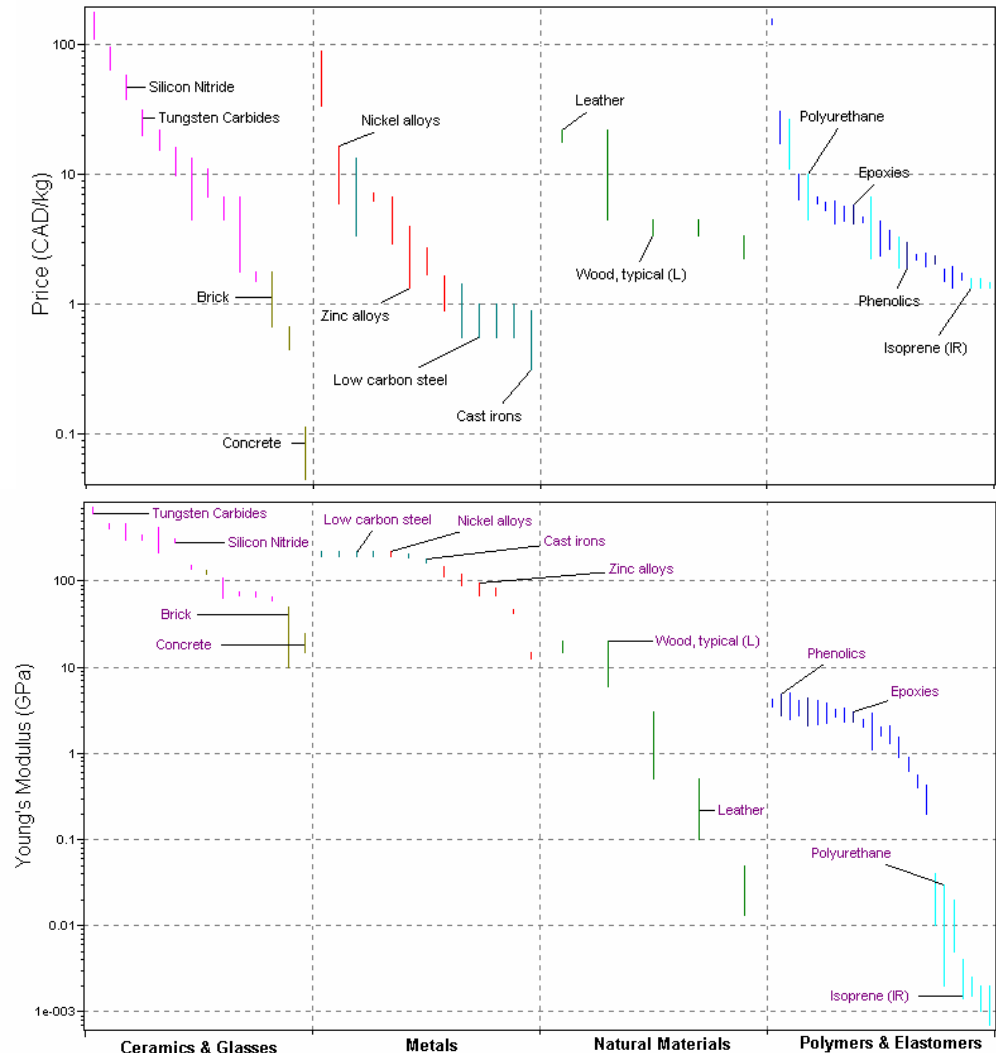 Price (CAD/kg)
100
10
1
0.1
Silicon Nitride
Tungsten Carbides
Brick
Concrete
Nickel alloys
Zinc alloys
Low carbon steel
Cast irons
Leather
Wood, typical (L)
Polyurethane
Epoxies
Phenolics
Isoprene (IR)
Young's Modulus (GPa)
100
10
1
0.1
0.01
1e-003
Tungsten Carbides
Silicon Nitride
Brick
Concrete
Low carbon steel
Nickel alloys
Cast irons
Zinc alloys
Wood, typical (L)
Leather
Phenolics
Epoxies
Polyurethane
Isoprene (IR)
Ceramics & Glasses
Metals
Natural Materials
Polymers & Elastomers